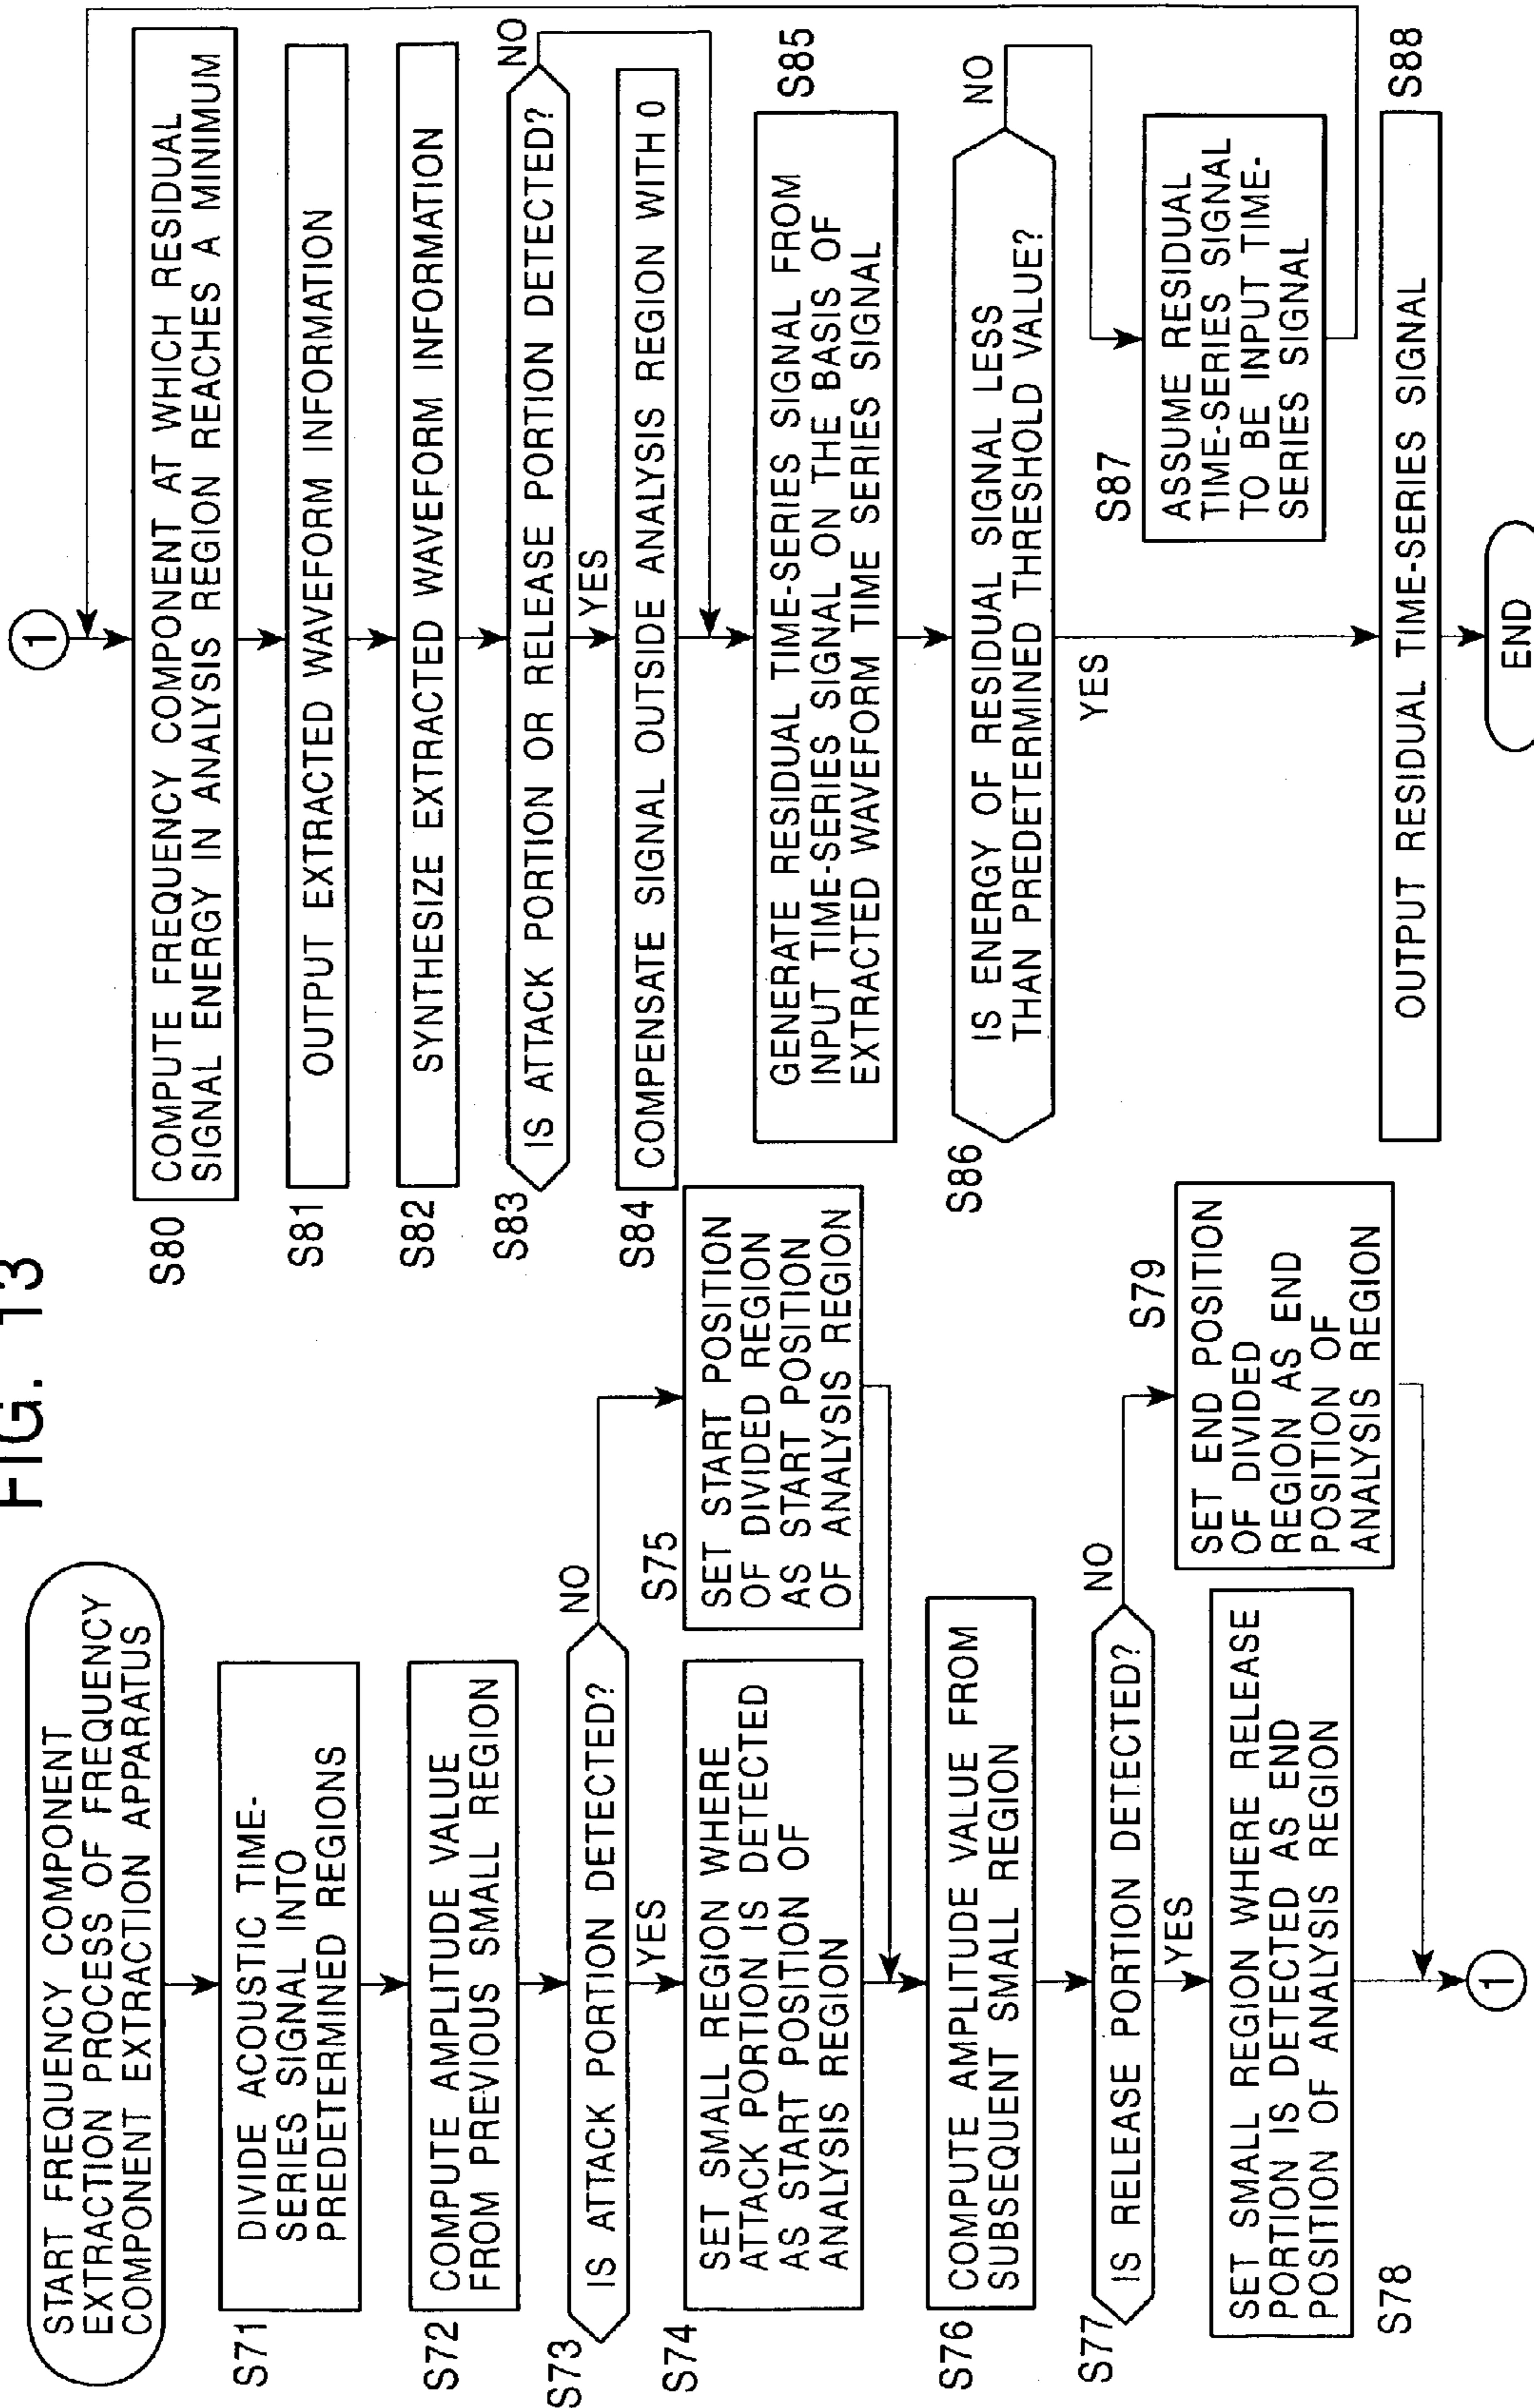 FIG. 13
START FREQUENCY COMPONENT
EXTRACTION PROCESS OF FREQUENCY
COMPONENT EXTRACTION APPARATUS
S71
DIVIDE ACOUSTIC TIME-
SERIES SIGNAL INTO
PREDETERMINED REGIONS
S72
COMPUTE AMPLITUDE VALUE
FROM PREVIOUS SMALL REGION
S73
IS ATTACK PORTION DETECTED?
NO
YES
S74
SET SMALL REGION WHERE
ATTACK PORTION IS DETECTED
AS START POSITION OF
ANALYSIS REGION
S75
SET START POSITION
OF DIVIDED REGION
AS START POSITION
OF ANALYSIS REGION
S76
COMPUTE AMPLITUDE VALUE FROM
SUBSEQUENT SMALL REGION
S77
IS RELEASE PORTION DETECTED?
NO
YES
S78
SET SMALL REGION WHERE RELEASE
PORTION IS DETECTED AS END
POSITION OF ANALYSIS REGION
S79
SET END POSITION
OF DIVIDED
REGION AS END
POSITION OF
ANALYSIS REGION
1
1
S80
COMPUTE FREQUENCY COMPONENT AT WHICH RESIDUAL
SIGNAL ENERGY IN ANALYSIS REGION REACHES A MINIMUM
S81
OUTPUT EXTRACTED WAVEFORM INFORMATION
S82
SYNTHESIZE EXTRACTED WAVEFORM INFORMATION
S83
IS ATTACK PORTION OR RELEASE PORTION DETECTED?
NO
YES
S84
COMPENSATE SIGNAL OUTSIDE ANALYSIS REGION WITH 0
S85
GENERATE RESIDUAL TIME-SERIES SIGNAL FROM
INPUT TIME-SERIES SIGNAL ON THE BASIS OF
EXTRACTED WAVEFORM TIME SERIES SIGNAL
S86
IS ENERGY OF RESIDUAL SIGNAL LESS
THAN PREDETERMINED THRESHOLD VALUE?
NO
YES
S87
ASSUME RESIDUAL
TIME-SERIES SIGNAL
TO BE INPUT TIME-
SERIES SIGNAL
S88
OUTPUT RESIDUAL TIME-SERIES SIGNAL
END